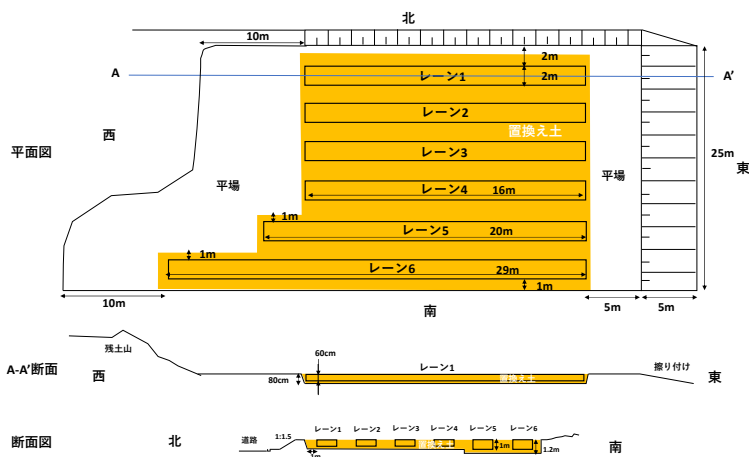 北
10m
2m
A
レーン1
2m
A'
西
レーン2
置換え土
平面図
レーン3
25m
東
平場
平場
レーン4
16m
1m
レーン5
20m
1m
レーン6
29m
1m
10m
南
5m
5m
残土山
60cm
レーン1
擦り付け
A-A'断面
西
置換え土
東
80cm
レーン1
レーン2
レーン3
レーン4
レーン5
レーン6
断面図
北
道路
1:1.5
置換え土
1m
南
1m
1.2m